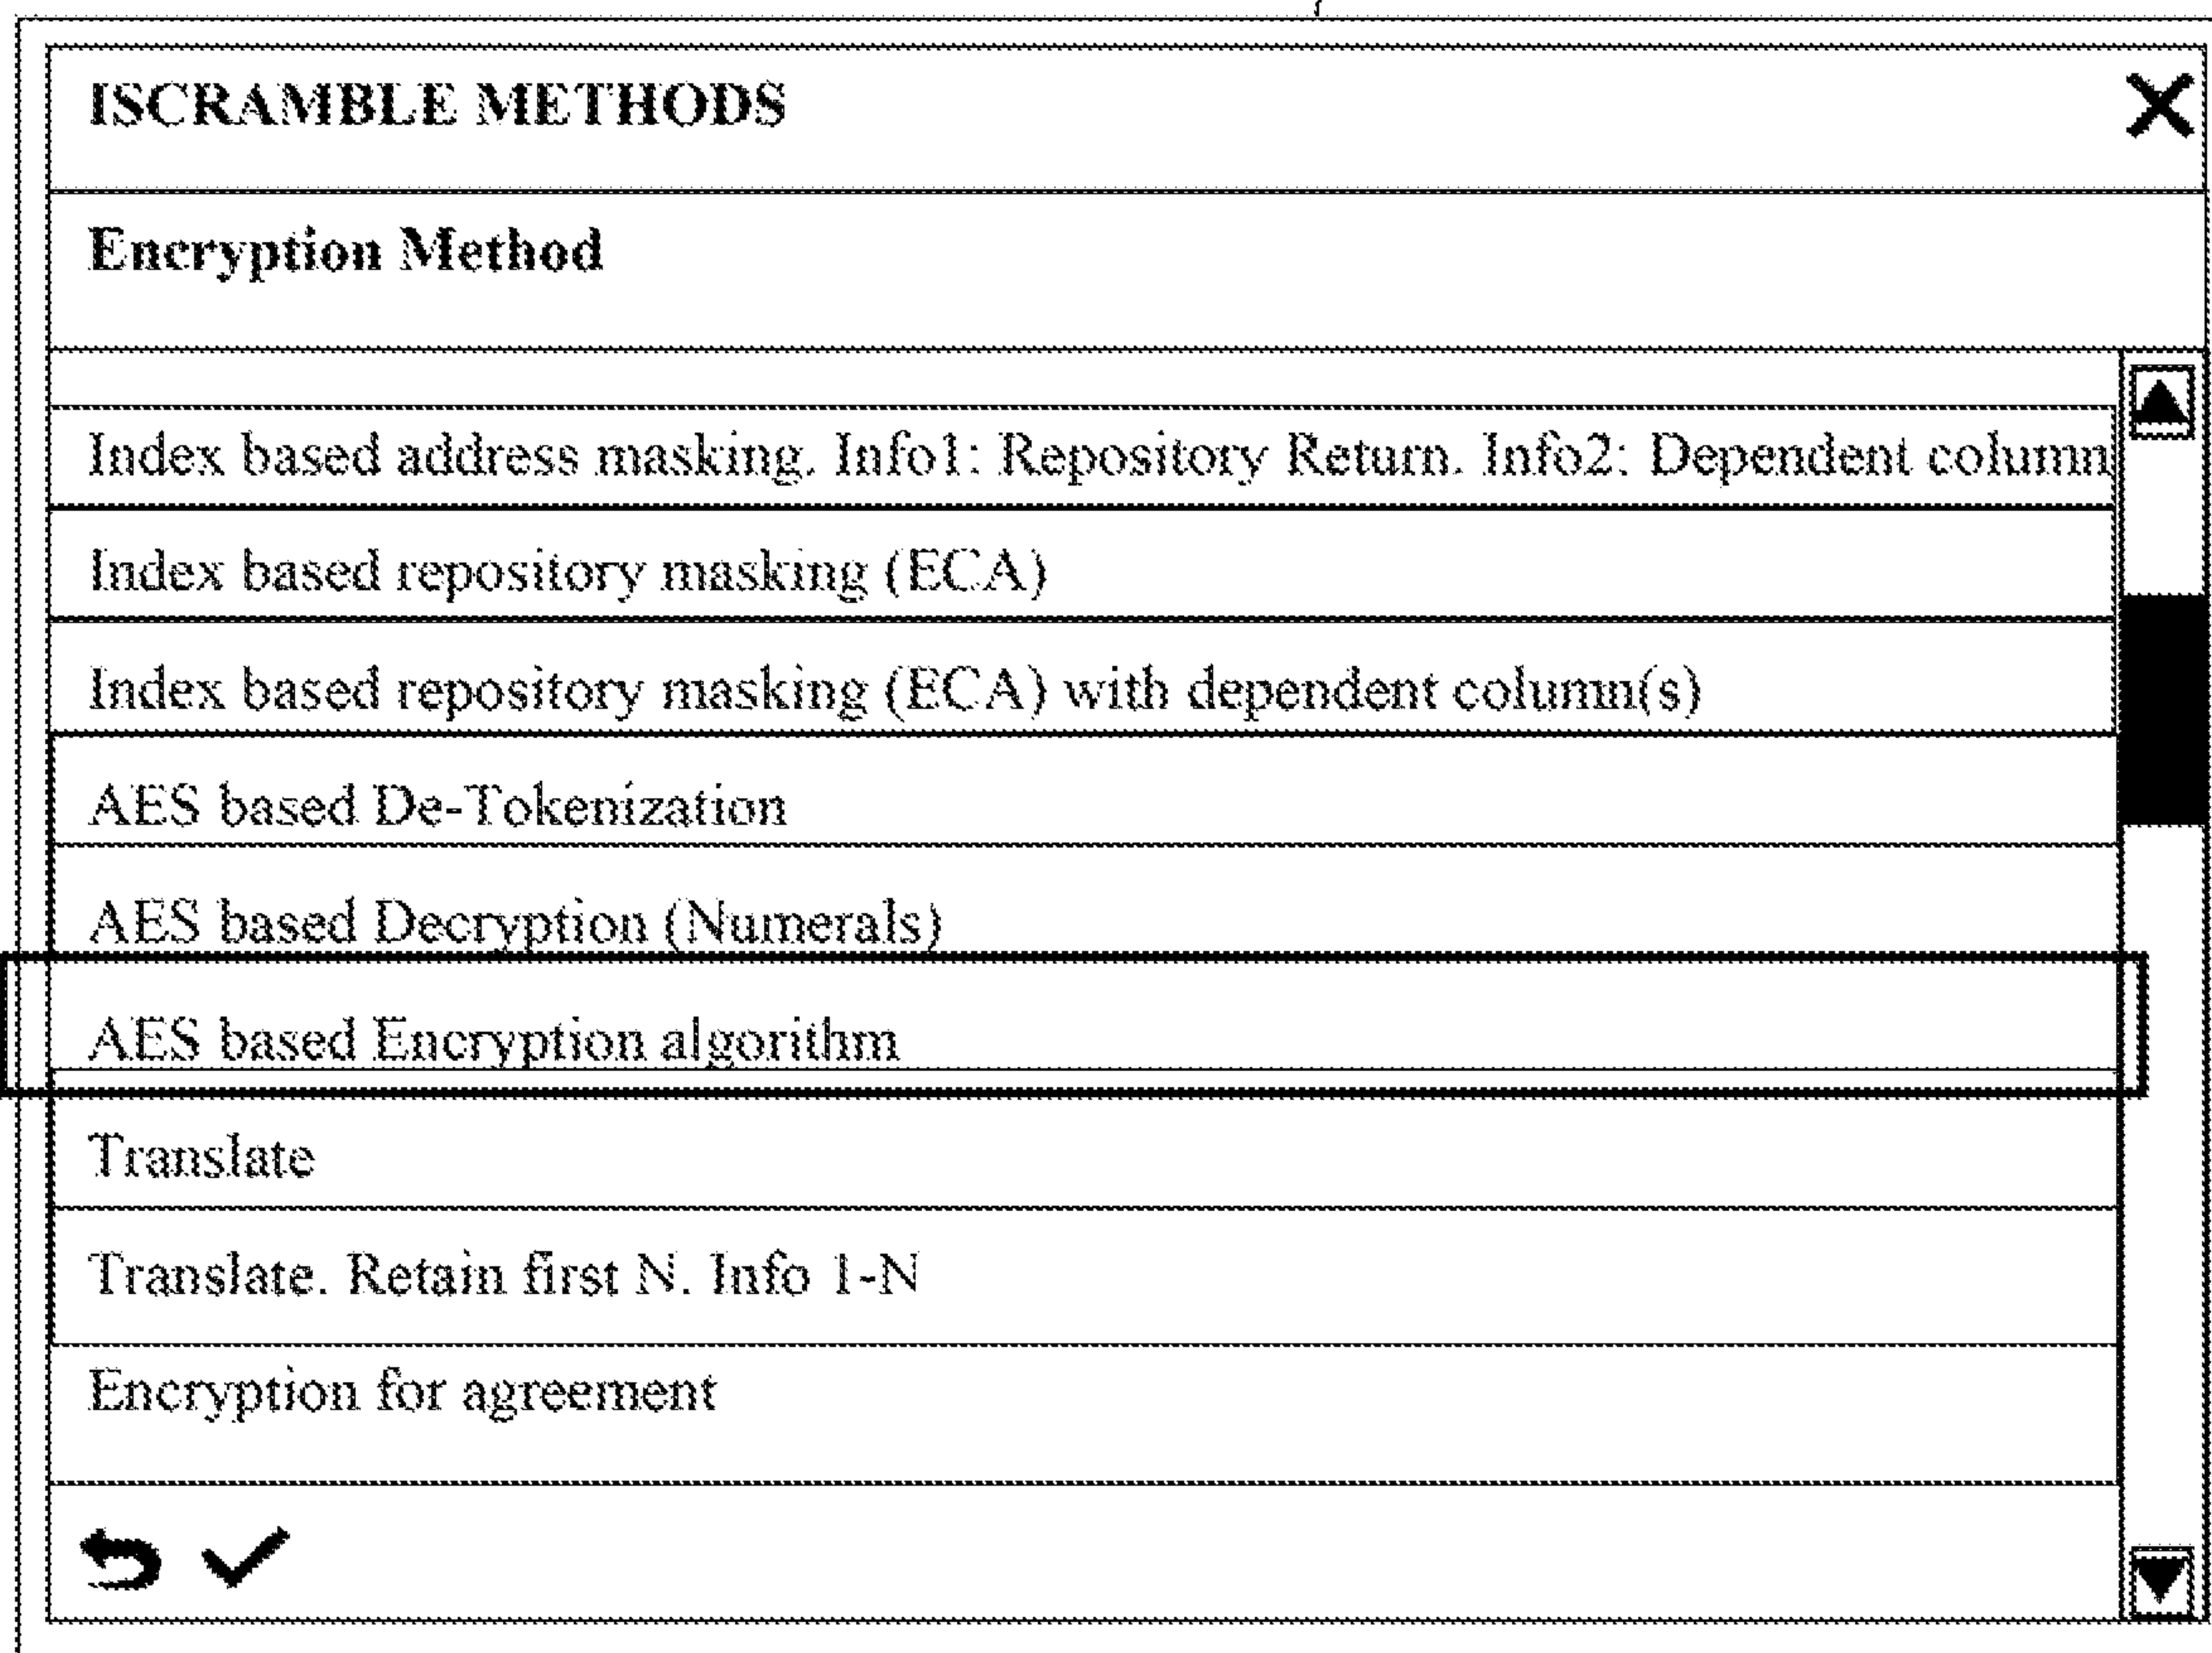 ISCRAMBLE METHODS
Encryption Method
Index based address masking. Info1: Repository Return. Info2: Dependent column
Index based repository masking (ECA)
Index based repository masking (ECA) with dependent column(s)
AES based De-Tokenization
AES based Decryption (Numerals)
AES based Encryption algorithm
Translate
Translate. Retain first N. Info 1-N
Encryption for agreement